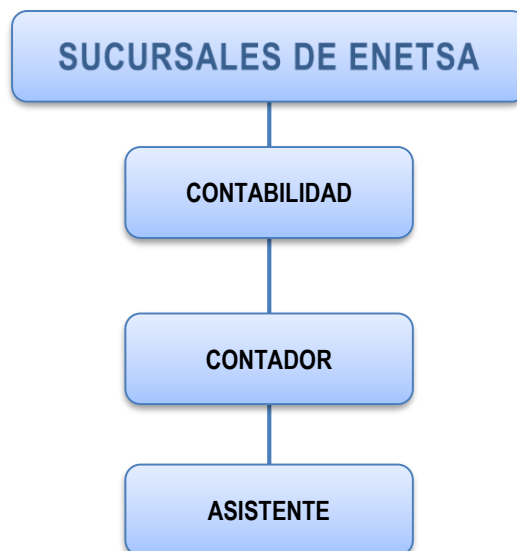 SUCURSALES DE ENETSA
CONTABILIDAD
CONTADOR
ASISTENTE